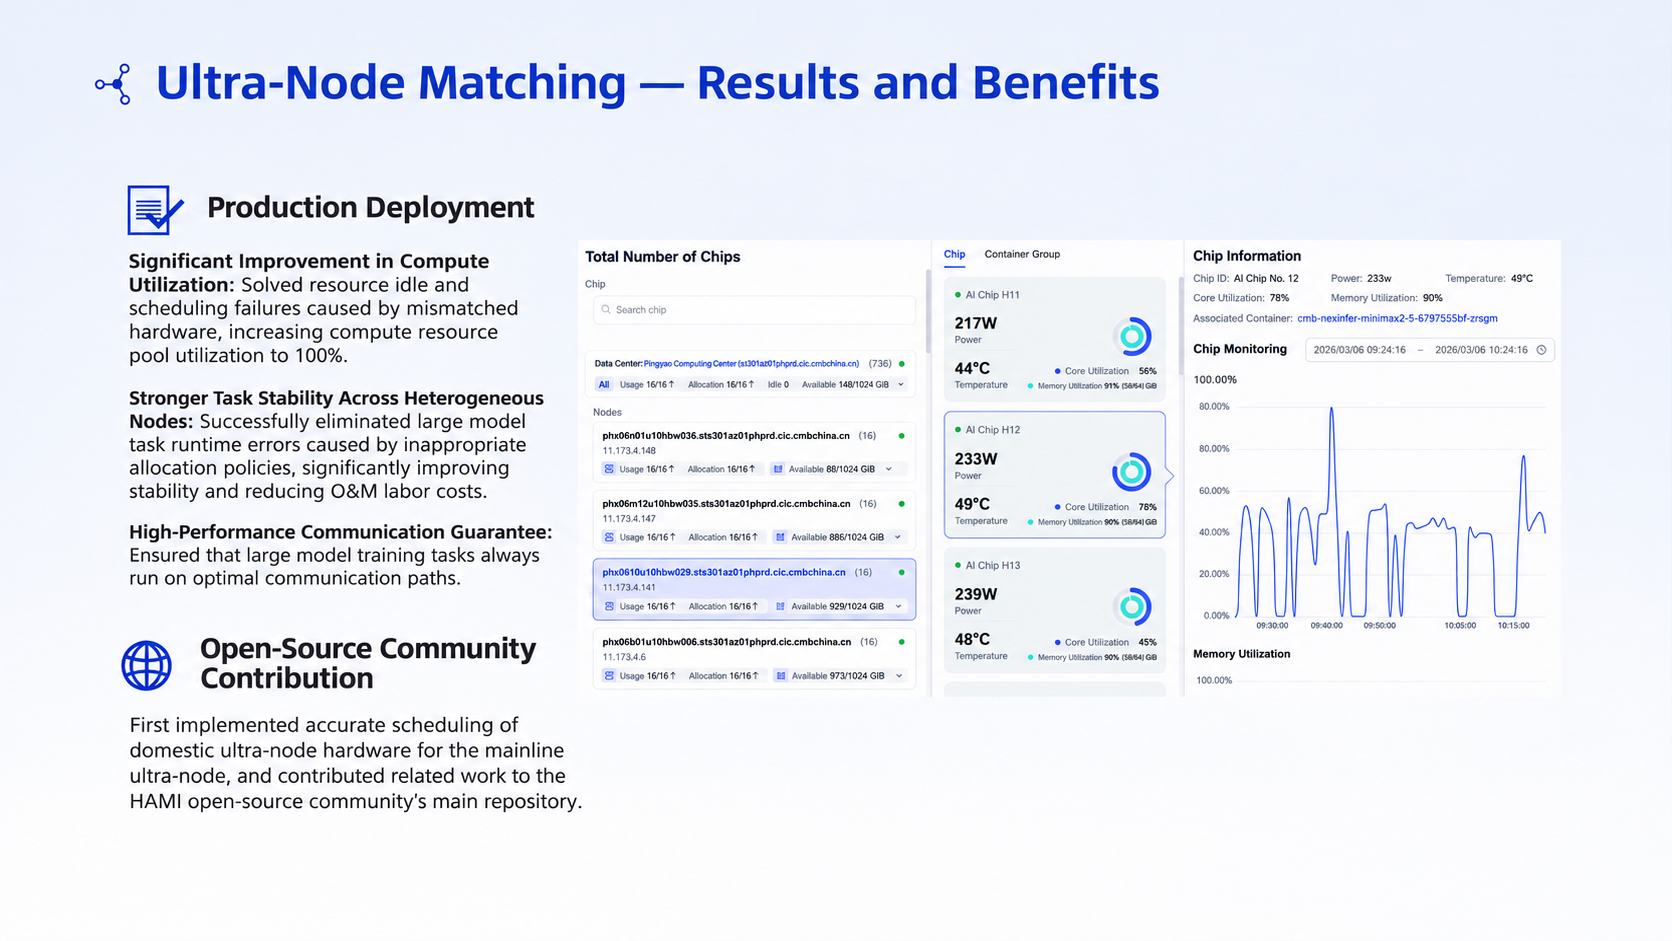 Ultra-Node Matching — Results and Benefits
Production Deployment
Significant Improvement in Compute
Utilization: Solved resource idle and
scheduling failures caused by mismatched
hardware, increasing compute resource
pool utilization to 100%.
Stronger Task Stability Across Heterogeneous
Nodes: Successfully eliminated large model
task runtime errors caused by inappropriate
allocation policies, significantly improving
stability and reducing O&M labor costs.
High-Performance Communication Guarantee:
Ensured that large model training tasks always
run on optimal communication paths.
Open-Source Community
Contribution
First implemented accurate scheduling of
domestic ultra-node hardware for the mainline
ultra-node, and contributed related work to the
HAMI open-source community's main repository.
Total Number of Chips
Chip
Search chip
Data Center: Pingyao Computing Center (st301az01phprd.cic.cmbchina.cn) (736)
All Usage 16/16↑ Allocation 16/16↑ Idle 0 Available 148/1024 GiB
Nodes
phx06n01u10hbw036.sts301az01phprd.cic.cmbchina.cn (16)
11.173.4.148
Usage 16/16↑ Allocation 16/16↑ Available 88/1024 GiB
phx06m12u10hbw035.sts301az01phprd.cic.cmbchina.cn (16)
11.173.4.147
Usage 16/16↑ Allocation 16/16↑ Available 886/1024 GiB
phx0610u10hbw029.sts301az01phprd.cic.cmbchina.cn (16)
11.173.4.141
Usage 16/16↑ Allocation 16/16↑ Available 929/1024 GiB
phx06b01u10hbw006.sts301az01phprd.cic.cmbchina.cn (16)
11.173.4.6
Usage 16/16↑ Allocation 16/16↑ Available 973/1024 GiB
Chip Container Group
AI Chip H11
217W
Power
44°C
Temperature
Core Utilization 56%
Memory Utilization 91% (58/64) GiB
AI Chip H12
233W
Power
49°C
Temperature
Core Utilization 78%
Memory Utilization 90% (58/64) GiB
AI Chip H13
239W
Power
48°C
Temperature
Core Utilization 45%
Memory Utilization 90% (58/64) GiB
Chip Information
Chip ID: AI Chip No. 12 Power: 233w Temperature: 49°C
Core Utilization: 78% Memory Utilization: 90%
Associated Container: cmb-nexinfer-minimax2-5-6797555bf-zrsgm
Chip Monitoring 2026/03/06 09:24:16 – 2026/03/06 10:24:16
100.00%
80.00%
80.00%
60.00%
40.00%
20.00%
0.00%
09:30:00 09:40:00 09:50:00 10:05:00 10:15:00
Memory Utilization
100.00%